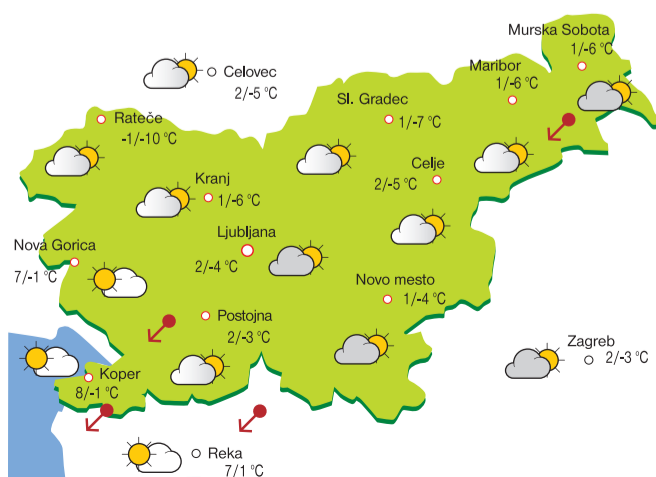 Murska Sobota
1/-6 °C
Maribor
1/-6 °C
Celovec
2/-5 °C
Sl. Gradec
1/-7 °C
Rateče
-1/-10 °C
Celje
2/-5 °C
Kranj
1/-6 °C
Ljubljana
2/-4 °C
Nova Gorica
7/-1 °C
Novo mesto
1/-4 °C
Postojna
2/-3 °C
Zagreb
2/-3 °C
Koper
8/-1 °C
Reka
7/1 °C